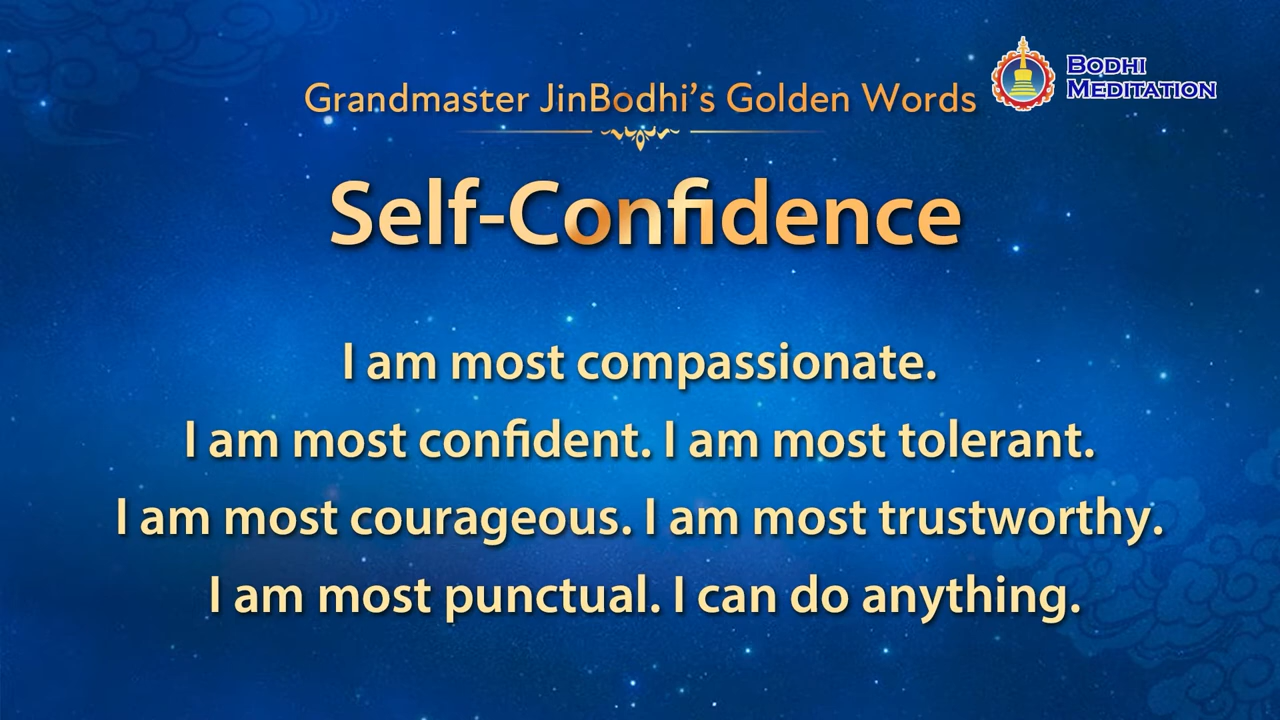 Grandmaster JinBodhi's Golden Words
BODHI
MEDITATION
Self-Confidence
I am most compassionate.
I am most confident. I am most tolerant.
I am most courageous. I am most trustworthy.
I am most punctual. I can do anything.